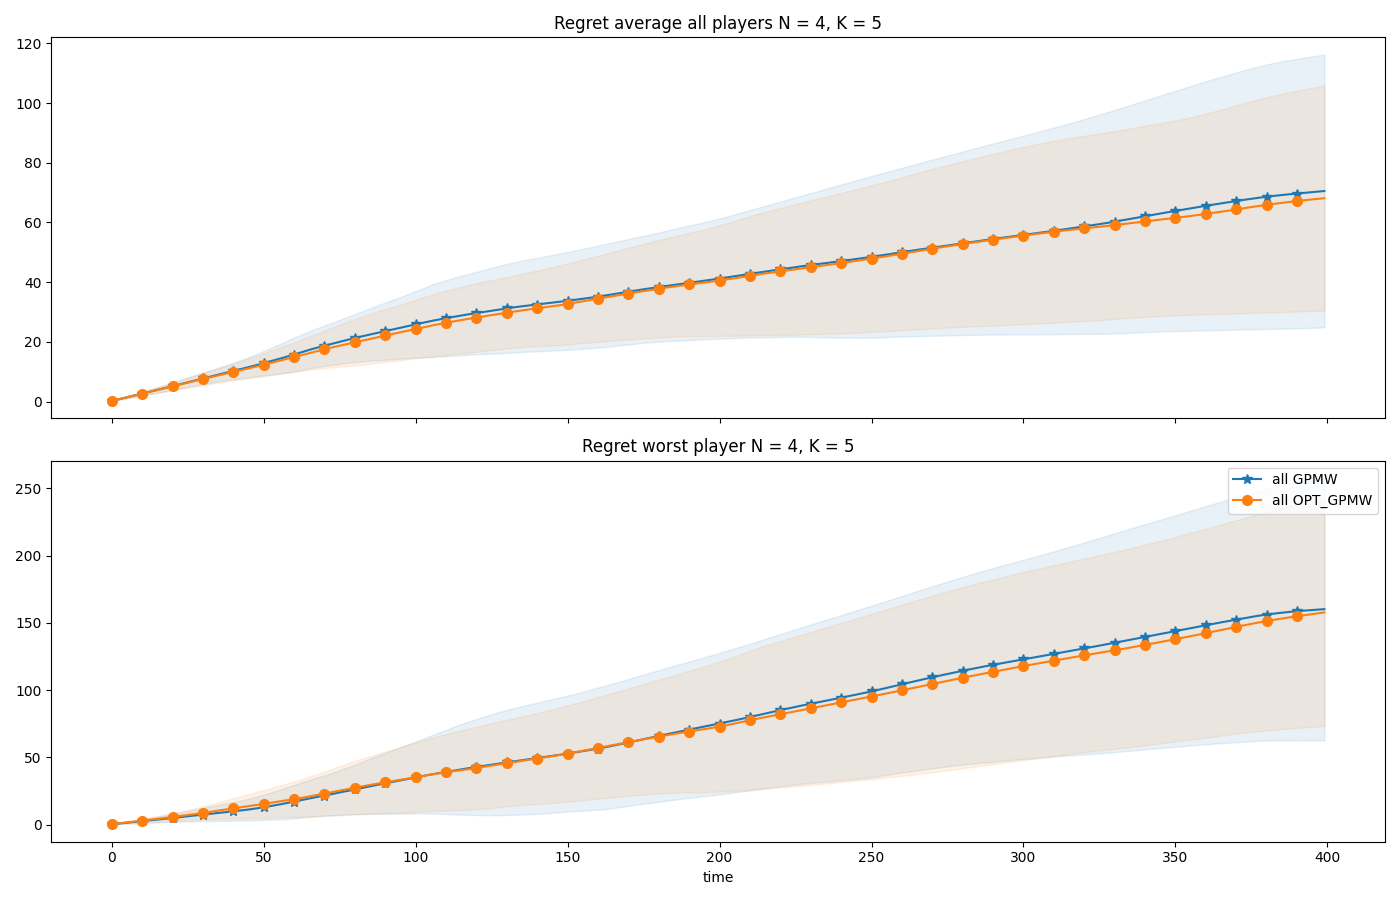 Regret average all players N = 4, K = 5
120
100
80
60
40
20
0
Regret worst player N = 4, K = 5
all GPMW
all OPT_GPMW
250
200
150
100
50
0
0 50 100 150 200 250 300 350 400
time